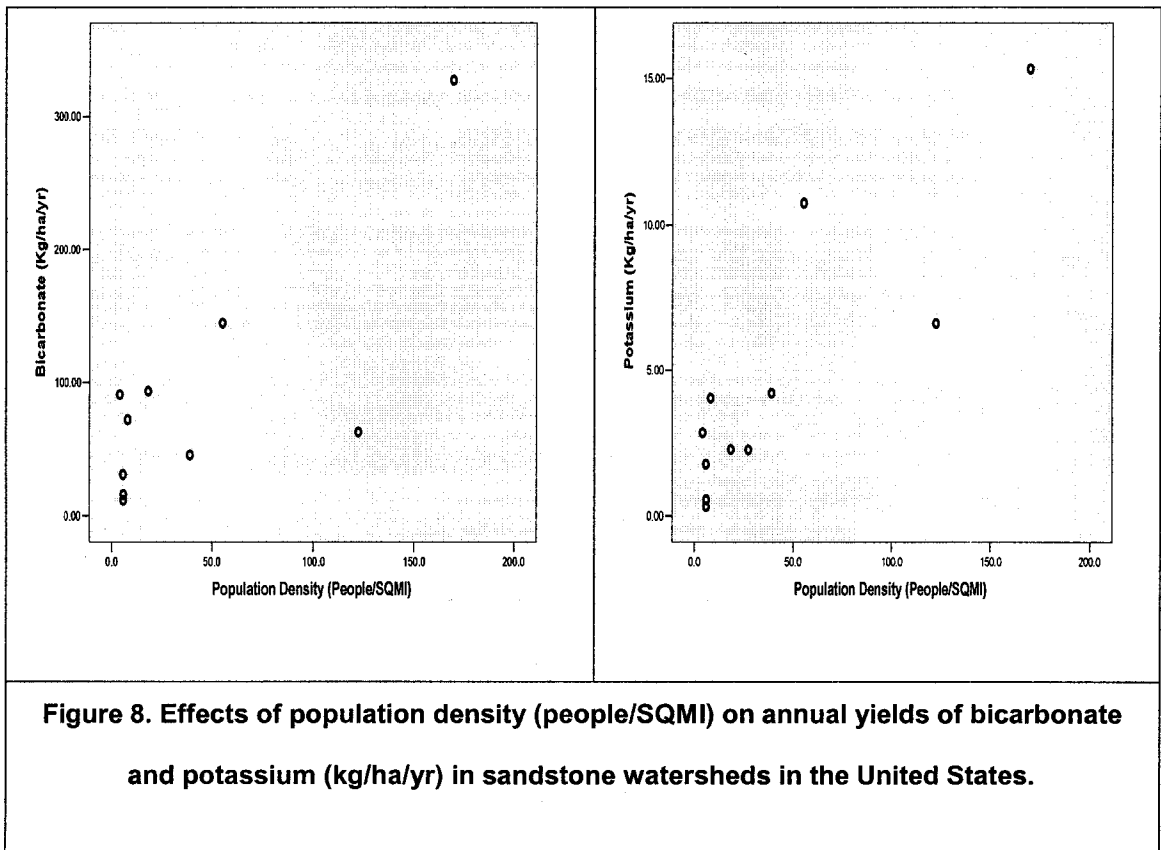 300.00
200.00
100.00
0.00
Bicarbonate (Kg/ha/yr)
0.0 50.0 100.0 150.0 200.0
Population Density (People/SQMI)
15.00
10.00
5.00
0.00
Potassium (Kg/ha/yr)
0.0 50.0 100.0 150.0 200.0
Population Density (People/SQMI)
Figure 8. Effects of population density (people/SQMI) on annual yields of bicarbonate
and potassium (kg/ha/yr) in sandstone watersheds in the United States.